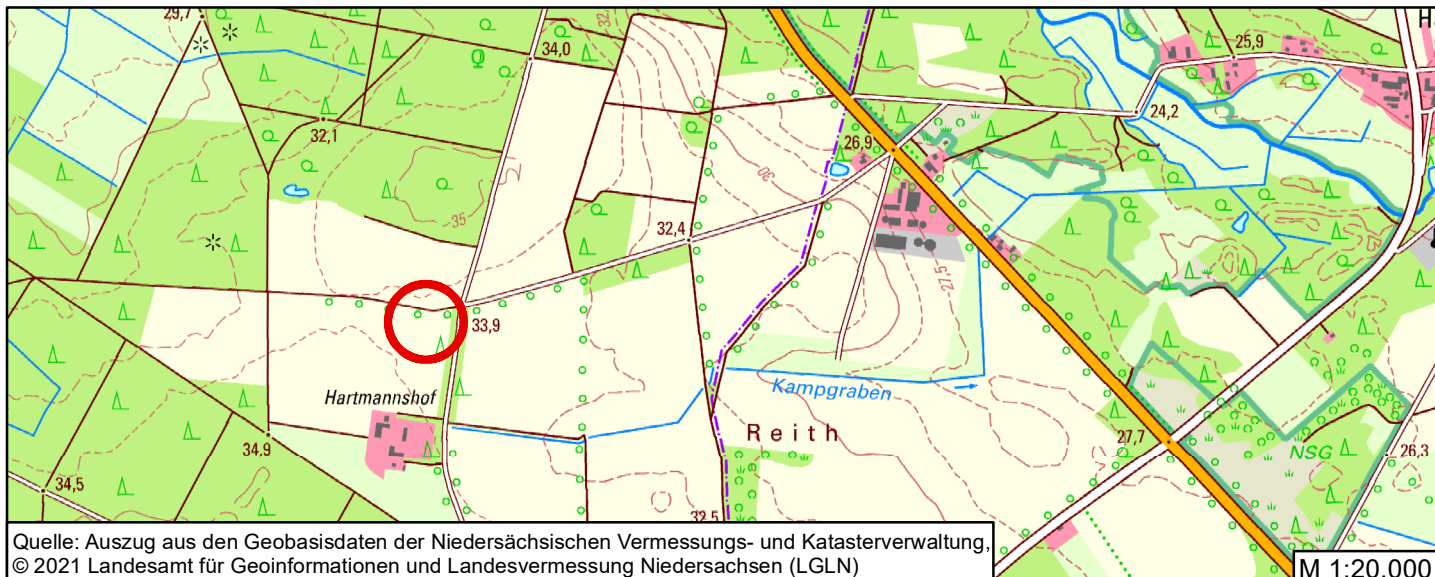 29,7
34,0
H
25,9
32,1
24,2
26,9
30
35
32,4
27,5
33,9
Kampgraben
Hartmannshof
Reith
27,7
NSG
26,3
34,9
34,5
32,5
Quelle: Auszug aus den Geobasisdaten der Niedersächsischen Vermessungs- und Katasterverwaltung,
© 2021 Landesamt für Geoinformationen und Landesvermessung Niedersachsen (LGLN)
M 1:20.000